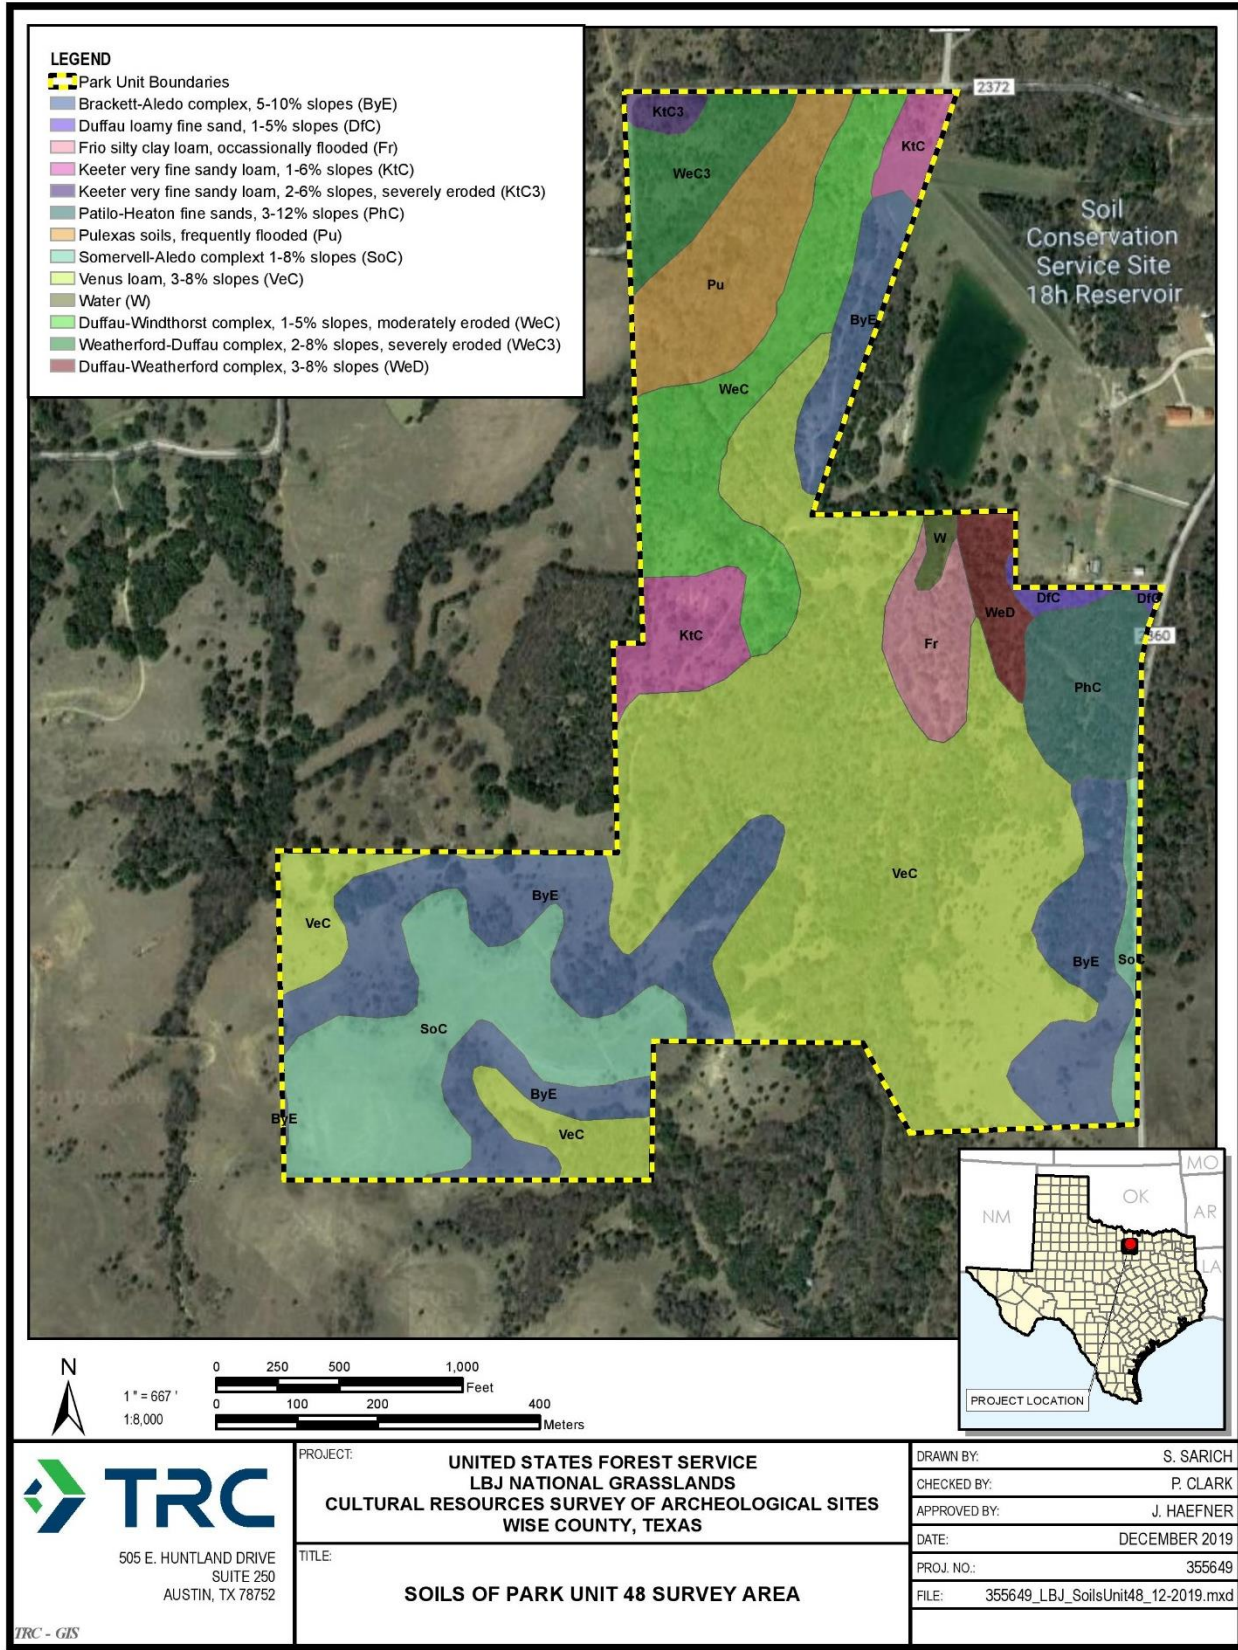 LEGEND
Park Unit Boundaries
Brackett-Aledo complex, 5-10% slopes (ByE)
Duffau loamy fine sand, 1-5% slopes (DfC)
Frio silty clay loam, occassionally flooded (Fr)
Keeter very fine sandy loam, 1-6% slopes (KtC)
Keeter very fine sandy loam, 2-6% slopes, severely eroded (KtC3)
Patilo-Heaton fine sands, 3-12% slopes (PhC)
Pulexas soils, frequently flooded (Pu)
Somervell-Aledo complext 1-8% slopes (SoC)
Venus loam, 3-8% slopes (VeC)
Water (W)
Duffau-Windthorst complex, 1-5% slopes, moderately eroded (WeC)
Weatherford-Duffau complex, 2-8% slopes, severely eroded (WeC3)
Duffau-Weatherford complex, 3-8% slopes (WeD)
2372
KtC3
KtC
WeC3
Soil
Conservation
Service Site
18h Reservoir
Pu
ByE
WeC
W
DfC
DfC
WeD
KtC
Fr
2360
PhC
VeC
ByE
VeC
ByE
SoC
SoC
ByE
ByE
VeC
MO
OK
NM
AR
LA
PROJECT LOCATION
N
1 " = 667 '
1:8,000
0 250 500 1,000
Feet
0 100 200 400
Meters
TRC
505 E. HUNTLAND DRIVE
SUITE 250
AUSTIN, TX 78752
TRC - GIS
PROJECT:
UNITED STATES FOREST SERVICE
LBJ NATIONAL GRASSLANDS
CULTURAL RESOURCES SURVEY OF ARCHEOLOGICAL SITES
WISE COUNTY, TEXAS
TITLE:
SOILS OF PARK UNIT 48 SURVEY AREA
DRAWN BY: S. SARICH
CHECKED BY: P. CLARK
APPROVED BY: J. HAEFNER
DATE: DECEMBER 2019
PROJ. NO.: 355649
FILE: 355649_LBJ_SoilsUnit48_12-2019.mxd